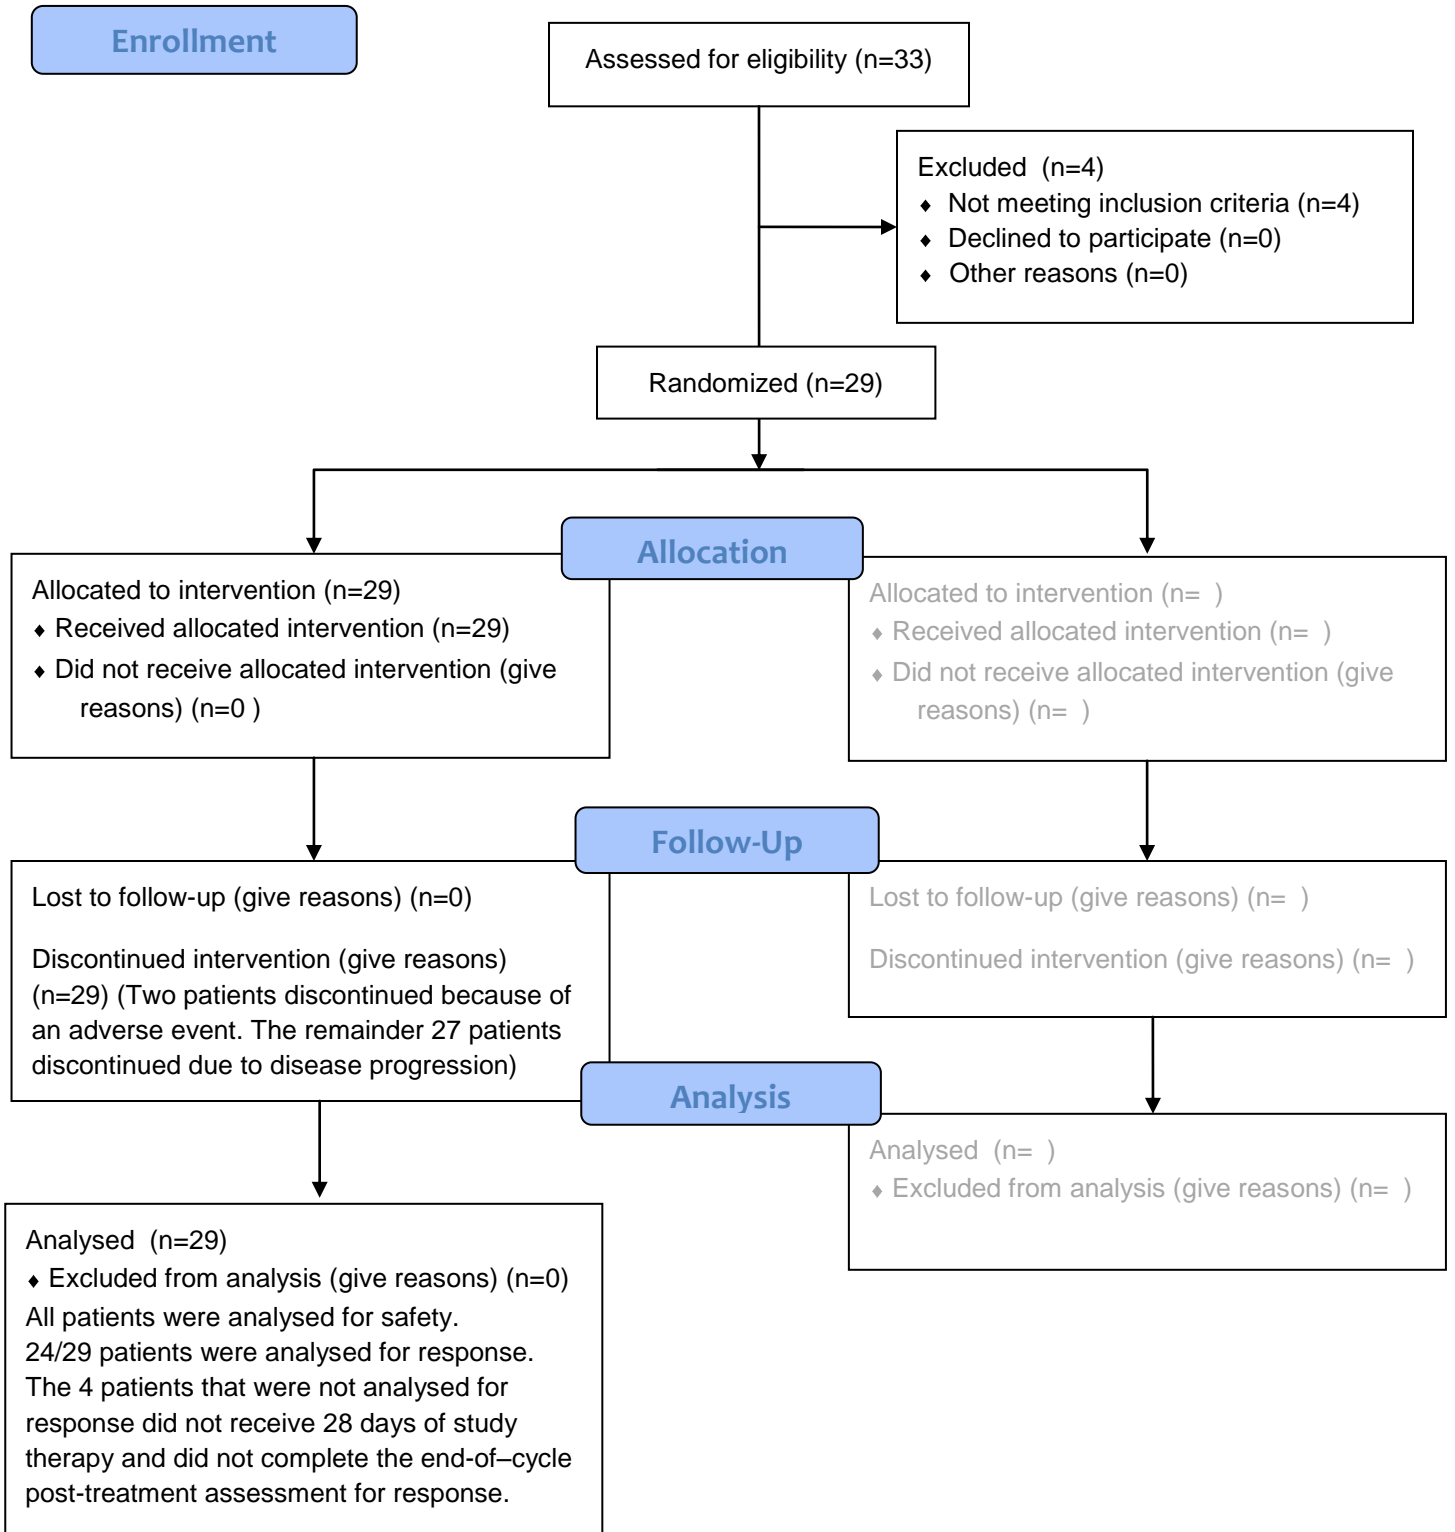 Enrollment
Assessed for eligibility (n=33)
Excluded (n=4)
♦ Not meeting inclusion criteria (n=4)
♦ Declined to participate (n=0)
♦ Other reasons (n=0)
Randomized (n=29)
Allocation
Allocated to intervention (n=29)
♦ Received allocated intervention (n=29)
♦ Did not receive allocated intervention (give
reasons) (n=0 )
Allocated to intervention (n= )
♦ Received allocated intervention (n= )
♦ Did not receive allocated intervention (give
reasons) (n= )
Follow-Up
Lost to follow-up (give reasons) (n=0)
Discontinued intervention (give reasons)
(n=29) (Two patients discontinued because of
an adverse event. The remainder 27 patients
discontinued due to disease progression)
Lost to follow-up (give reasons) (n= )
Discontinued intervention (give reasons) (n= )
Analysis
Analysed (n=29)
♦ Excluded from analysis (give reasons) (n=0)
All patients were analysed for safety.
24/29 patients were analysed for response.
The 4 patients that were not analysed for
response did not receive 28 days of study
therapy and did not complete the end-of–cycle
post-treatment assessment for response.
Analysed (n= )
♦ Excluded from analysis (give reasons) (n= )